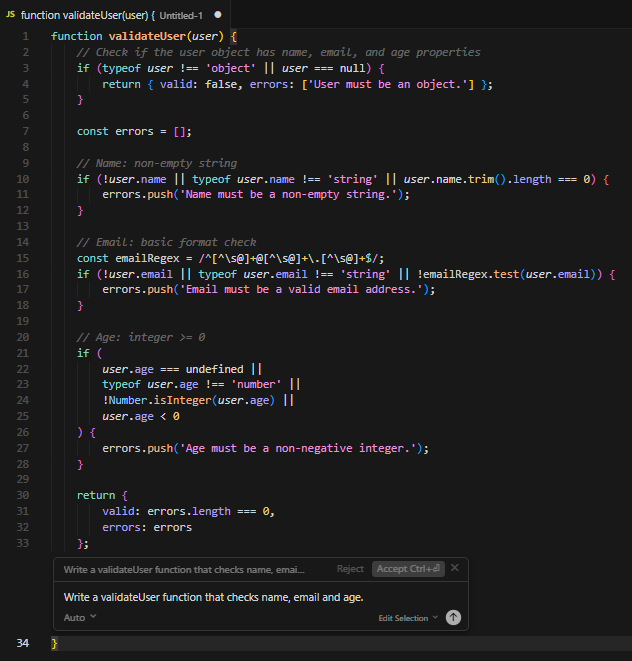 JS function validateUser(user) { Untitled-1 ●
1 function validateUser(user) {
2     // Check if the user object has name, email, and age properties
3     if (typeof user !== 'object' || user === null) {
4         return { valid: false, errors: ['User must be an object.'] };
5     }
6
7     const errors = [];
8
9     // Name: non-empty string
10     if (!user.name || typeof user.name !== 'string' || user.name.trim().length === 0) {
11         errors.push('Name must be a non-empty string.');
12     }
13
14     // Email: basic format check
15     const emailRegex = /^[^\s@]+@[^\s@]+\.[^\s@]+$/;
16     if (!user.email || typeof user.email !== 'string' || !emailRegex.test(user.email)) {
17         errors.push('Email must be a valid email address.');
18     }
19
20     // Age: integer >= 0
21     if (
22         user.age === undefined ||
23         typeof user.age !== 'number' ||
24         !Number.isInteger(user.age) ||
25         user.age < 0
26     ) {
27         errors.push('Age must be a non-negative integer.');
28     }
29
30     return {
31         valid: errors.length === 0,
32         errors: errors
33     };
Write a validateUser function that checks name, emai... Reject Accept Ctrl+⏎ ×
Write a validateUser function that checks name, email and age.
Auto Edit Selection
34 }